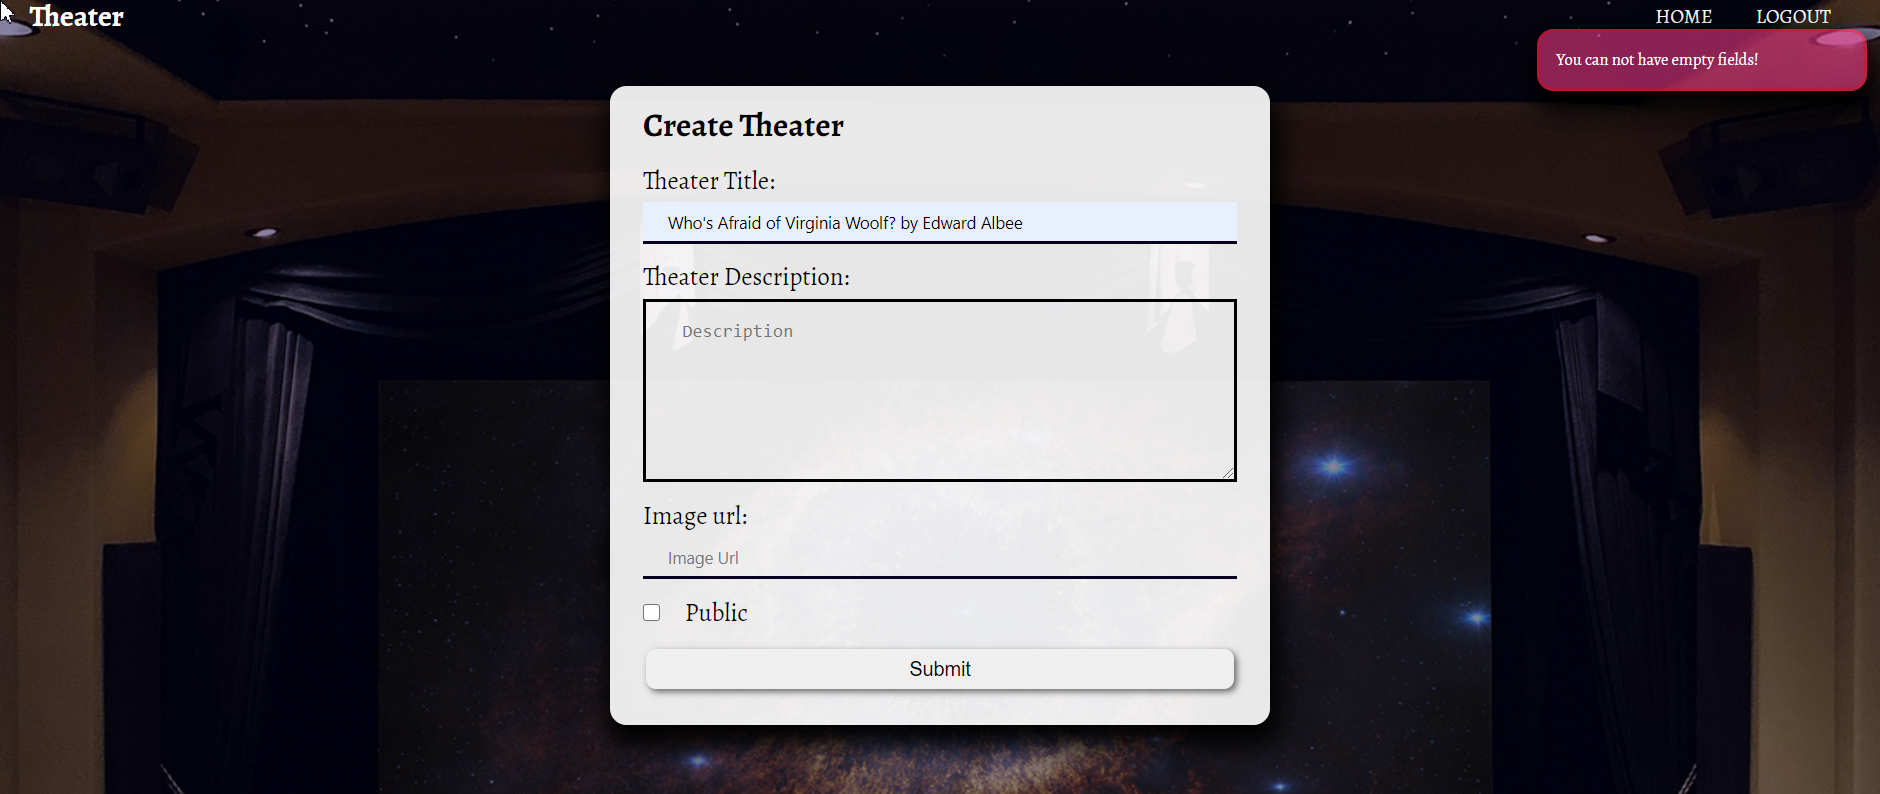 Theater
HOME
LOGOUT
You can not have empty fields!
Create Theater
Theater Title:
Who's Afraid of Virginia Woolf? by Edward Albee
Theater Description:
Description
Image url:
Image Url
Public
Submit